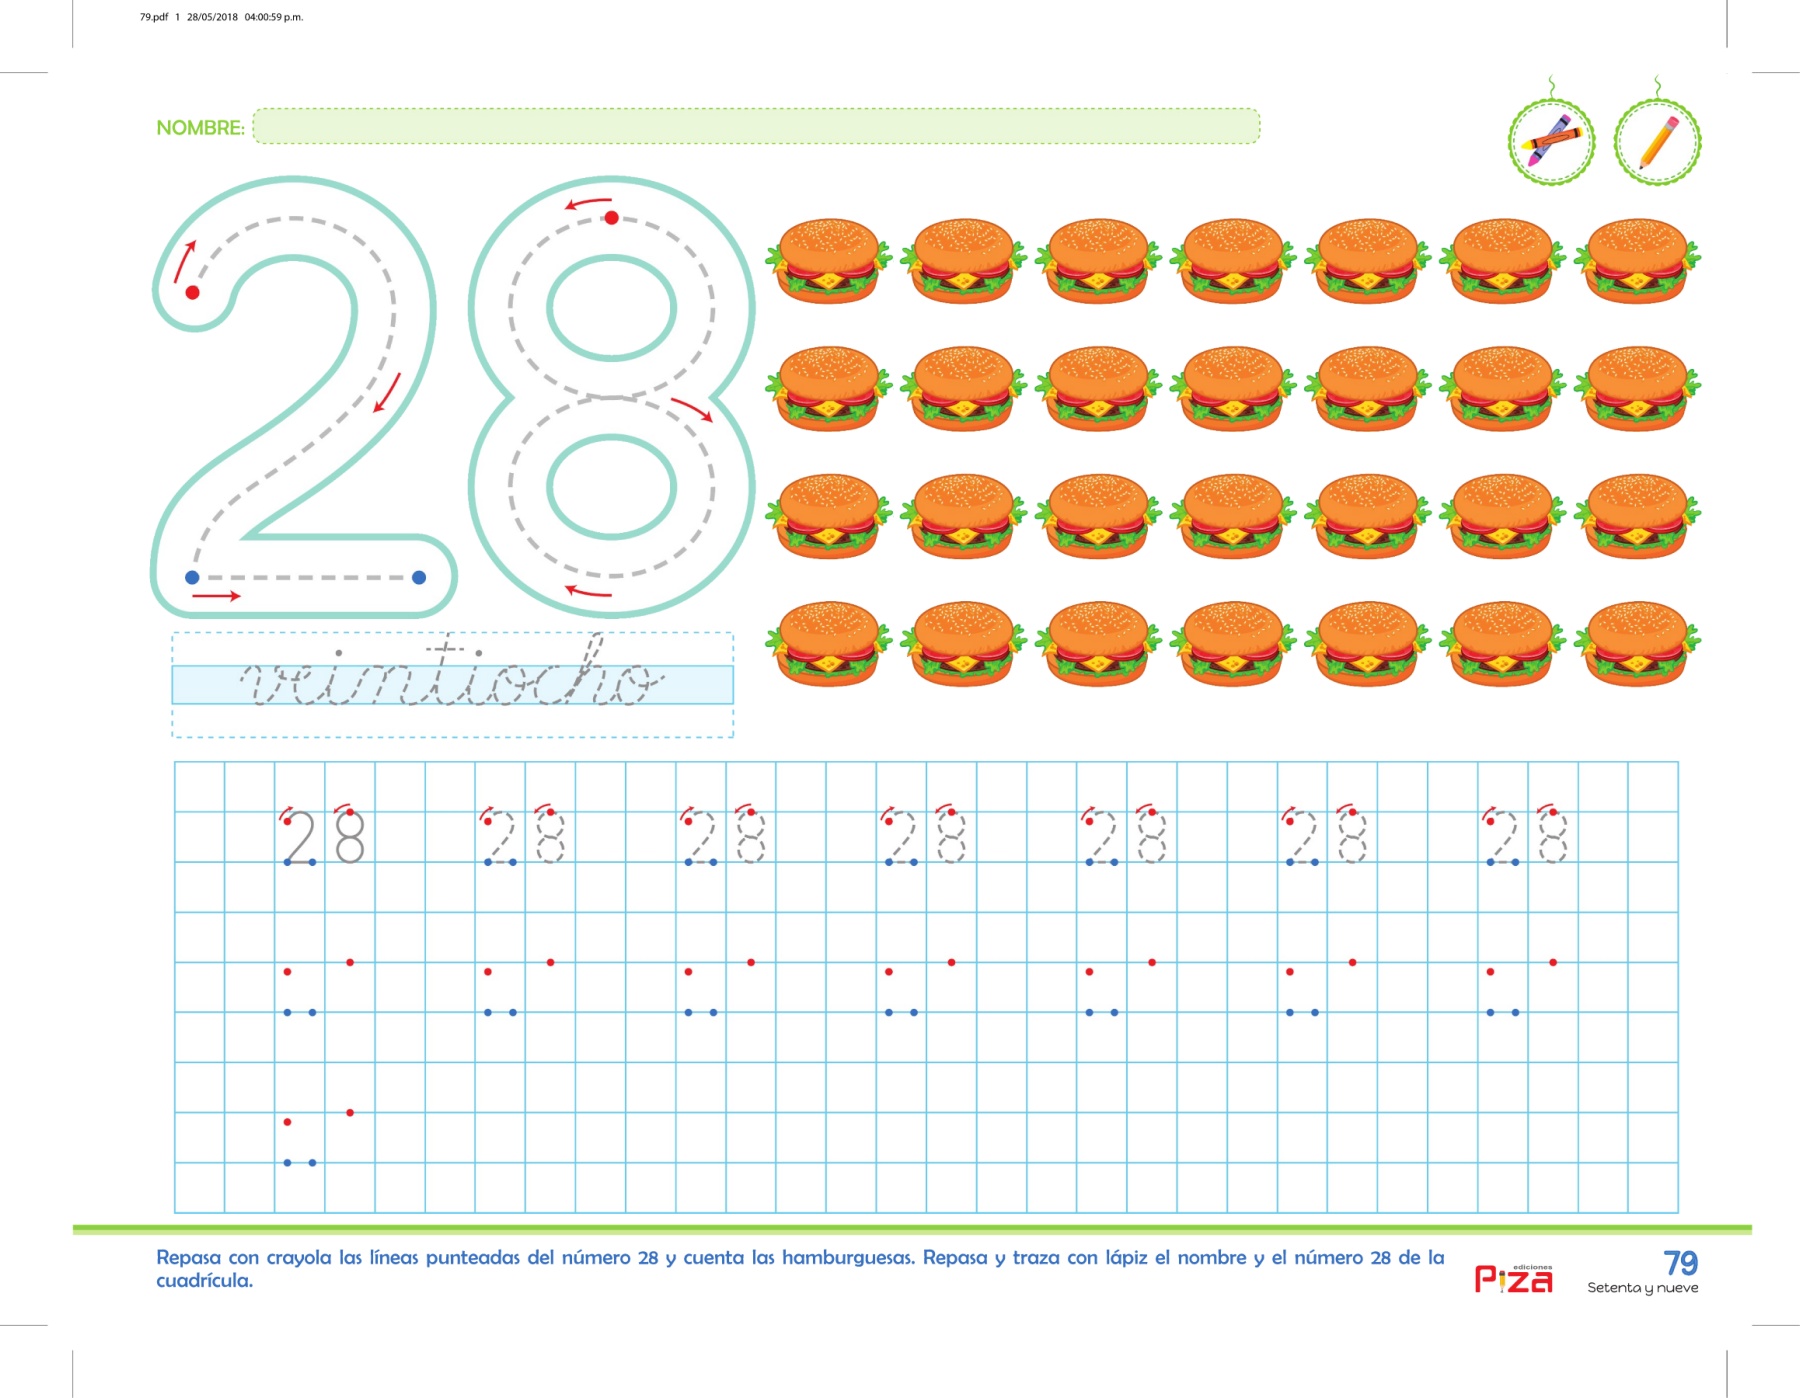 79.pdf 1 28/05/2018 04:00:59 p.m.
NOMBRE:
28
veintiocho
28 28 28 28 28 28 28
Repasa con crayola las líneas punteadas del número 28 y cuenta las hamburguesas. Repasa y traza con lápiz el nombre y el número 28 de la
cuadrícula.
ediciones
Piza
79
Setenta y nueve